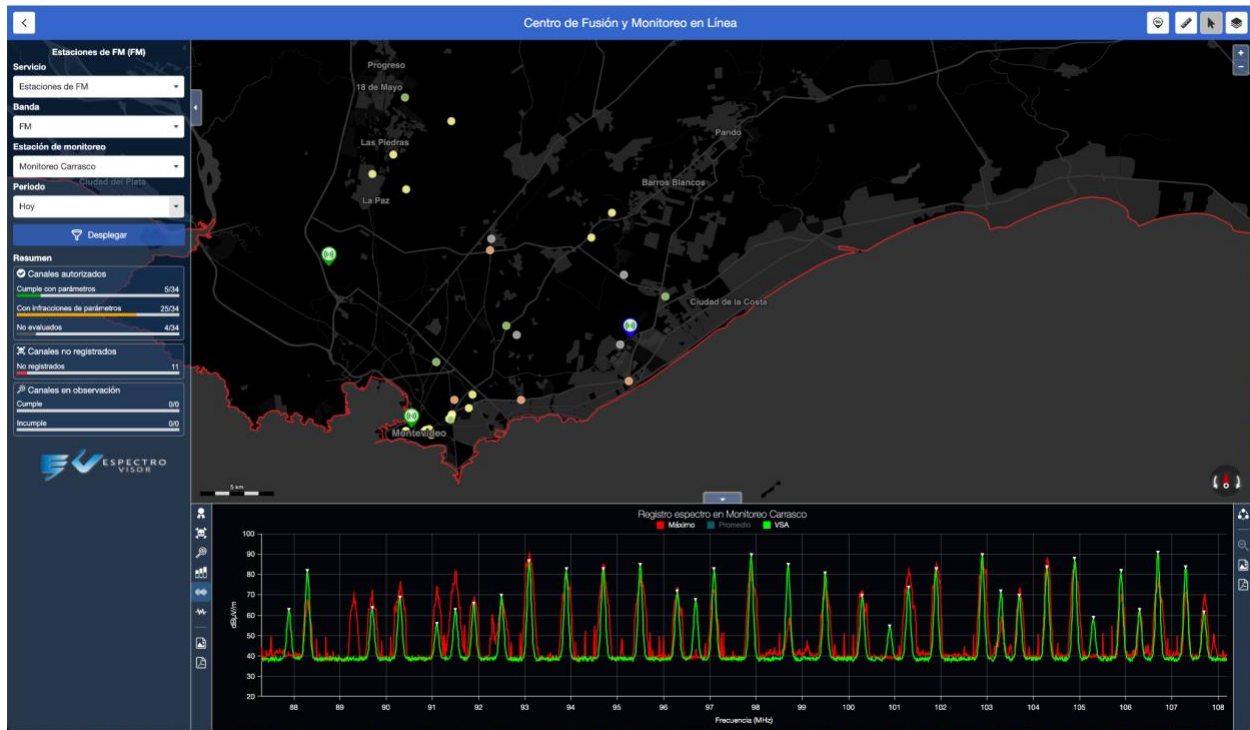 Centro de Fusión y Monitoreo en Línea
Estaciones de FM (FM)
Servicio
Estaciones de FM
Banda
FM
Estación de monitoreo
Monitoreo Carrasco
Ciudad del Plata
Periodo
Hoy
Desplegar
Resumen
Canales autorizados
Cumple con parámetros 5/34
Con infracciones de parámetros 25/34
No evaluados 4/34
Canales no registrados
No registrados 11
Canales en observación
Cumple 0/0
Incumple 0/0
ESPECTRO
VISOR
Progreso
18 de Mayo
Las Piedras
La Paz
Pando
Barros Blancos
Ciudad de la Costa
Montevideo
5 km
+
−
Registro espectro en Monitoreo Carrasco
Máximo Promedio VSA
dBµV/m
100
90
80
70
60
50
40
30
20
88 89 90 91 92 93 94 95 96 97 98 99 100 101 102 103 104 105 106 107 108
Frecuencia (MHz)